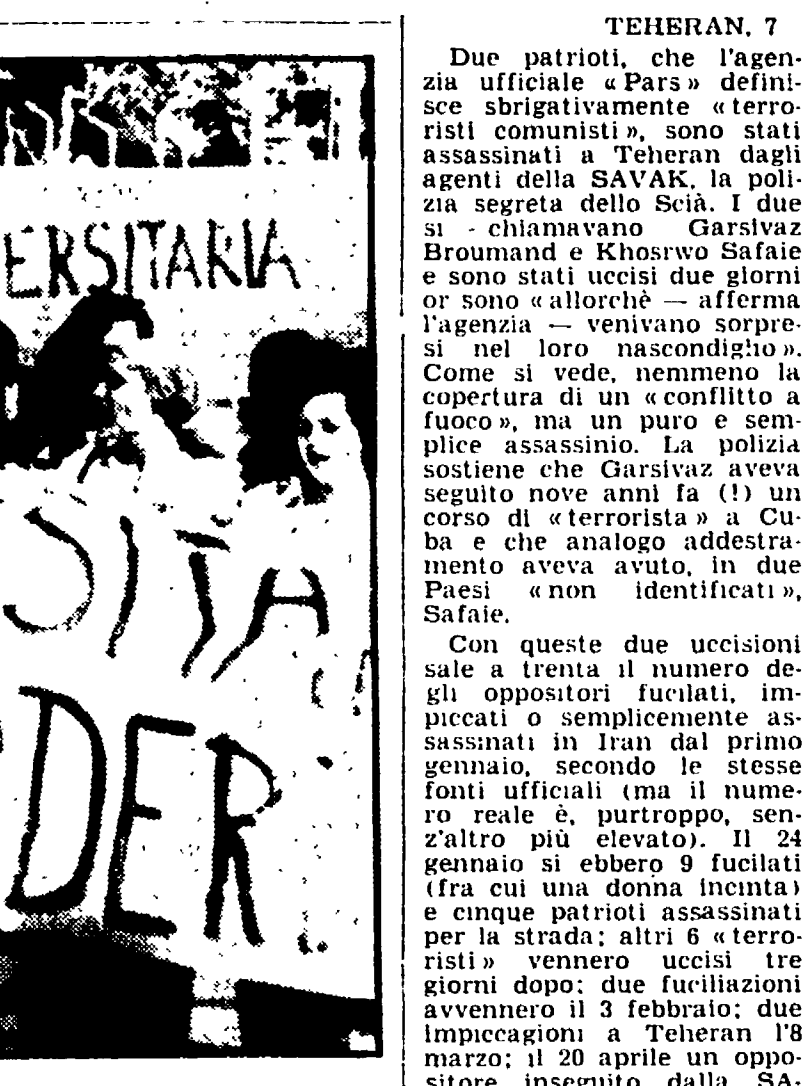 ERSITARIA
SITA
DER
TEHERAN, 7
Due patrioti, che l'agen-
zia ufficiale «Pars» defini-
sce sbrigativamente «terro-
risti comunisti», sono stati
assassinati a Teheran dagli
agenti della SAVAK, la poli-
zia segreta dello Scià. I due
si - chiamavano Garsivaz
Broumand e Khosrwo Safaie
e sono stati uccisi due giorni
or sono «allorchè — afferma
l'agenzia — venivano sorpre-
si nel loro nascondiglio».
Come si vede, nemmeno la
copertura di un «conflitto a
fuoco», ma un puro e sem-
plice assassinio. La polizia
sostiene che Garsivaz aveva
seguito nove anni fa (!) un
corso di «terrorista» a Cu-
ba e che analogo addestra-
mento aveva avuto, in due
Paesi «non identificati»,
Safaie.
Con queste due uccisioni
sale a trenta il numero de-
gli oppositori fucilati, im-
piccati o semplicemente as-
sassinati in Iran dal primo
gennaio, secondo le stesse
fonti ufficiali (ma il nume-
ro reale è, purtroppo, sen-
z'altro più elevato). Il 24
gennaio si ebbero 9 fucilati
(fra cui una donna incinta)
e cinque patrioti assassinati
per la strada; altri 6 «terro-
risti» vennero uccisi tre
giorni dopo; due fuciliazioni
avvennero il 3 febbraio; due
impiccagioni a Teheran l'8
marzo; il 20 aprile un oppo-
sitore inseguito dalla SA-